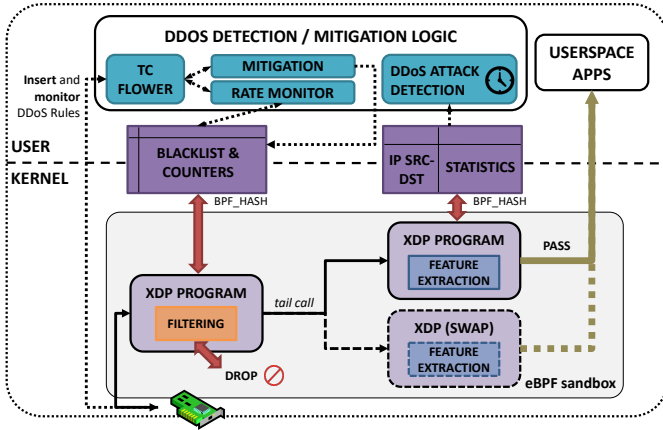 DDOS DETECTION / MITIGATION LOGIC
TC
FLOWER
MITIGATION
RATE MONITOR
DDoS ATTACK
DETECTION
USERSPACE
APPS
Insert and
monitor
DDoS Rules
USER
KERNEL
BLACKLIST &
COUNTERS
IP SRC-
DST
STATISTICS
BPF_HASH
BPF_HASH
XDP PROGRAM
FILTERING
tail call
XDP PROGRAM
FEATURE
EXTRACTION
PASS
XDP (SWAP)
FEATURE
EXTRACTION
DROP
eBPF sandbox